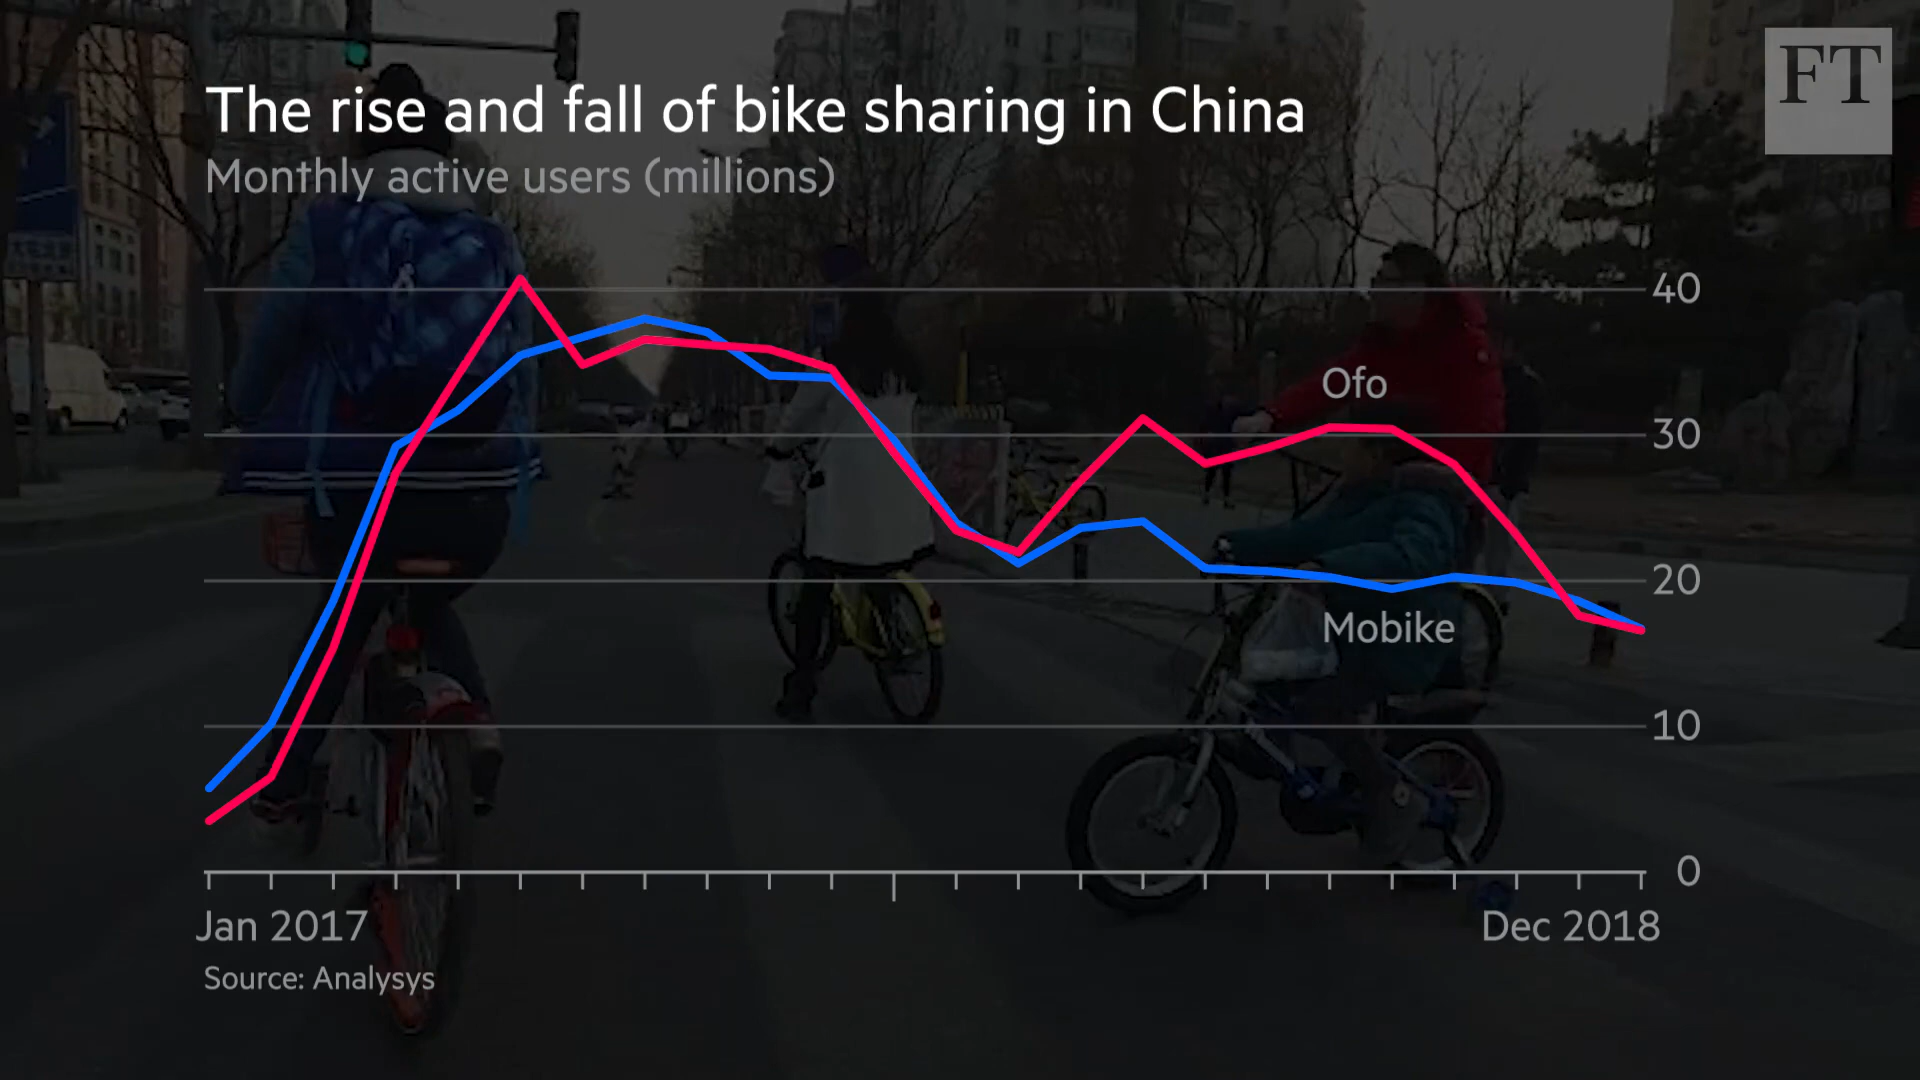 FT
The rise and fall of bike sharing in China
Monthly active users (millions)
40
30
Ofo
20
Mobike
10
0
Jan 2017
Dec 2018
Source: Analysys